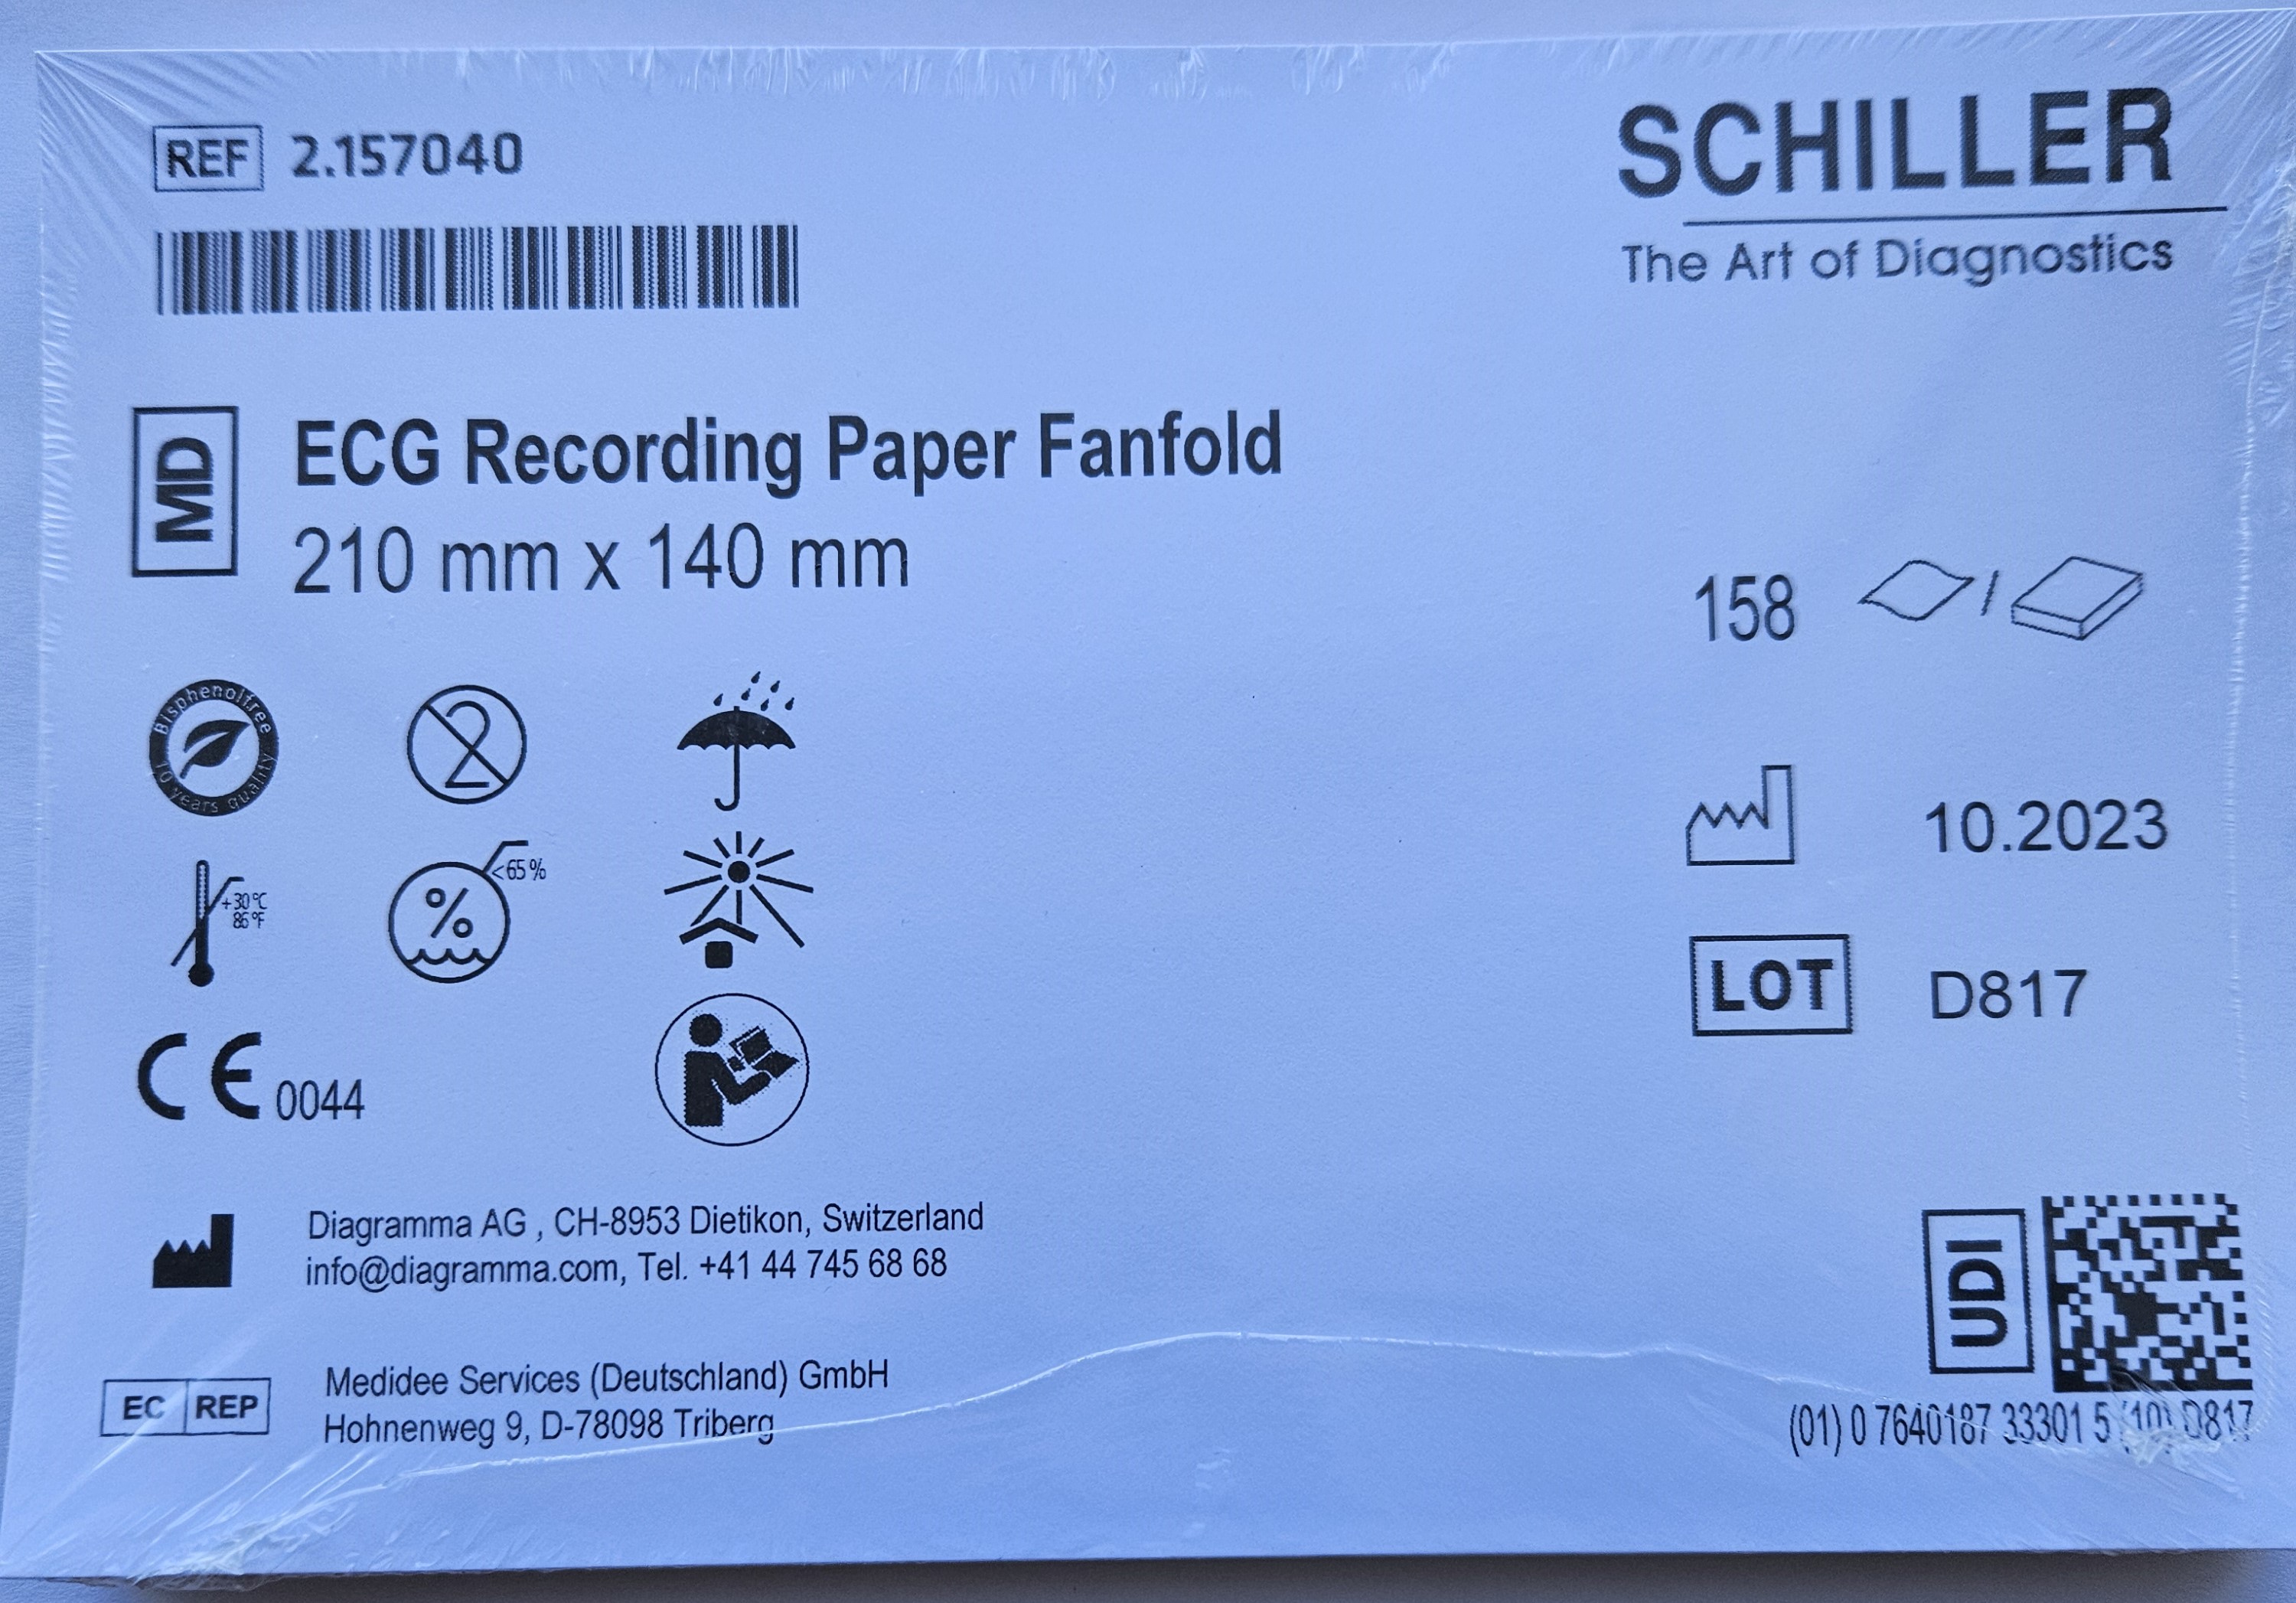 REF 2.157040
SCHILLER
The Art of Diagnostics
MD
ECG Recording Paper Fanfold
210 mm x 140 mm
158
Bisphenolfree
10 years quality
2
+30°C
86°F
<65%
%
10.2023
LOT D817
CE 0044
Diagramma AG , CH-8953 Dietikon, Switzerland
info@diagramma.com, Tel. +41 44 745 68 68
EC REP
Medidee Services (Deutschland) GmbH
Hohnenweg 9, D-78098 Triberg
UDI
(01) 0 7640187 33301 5 (10) D817